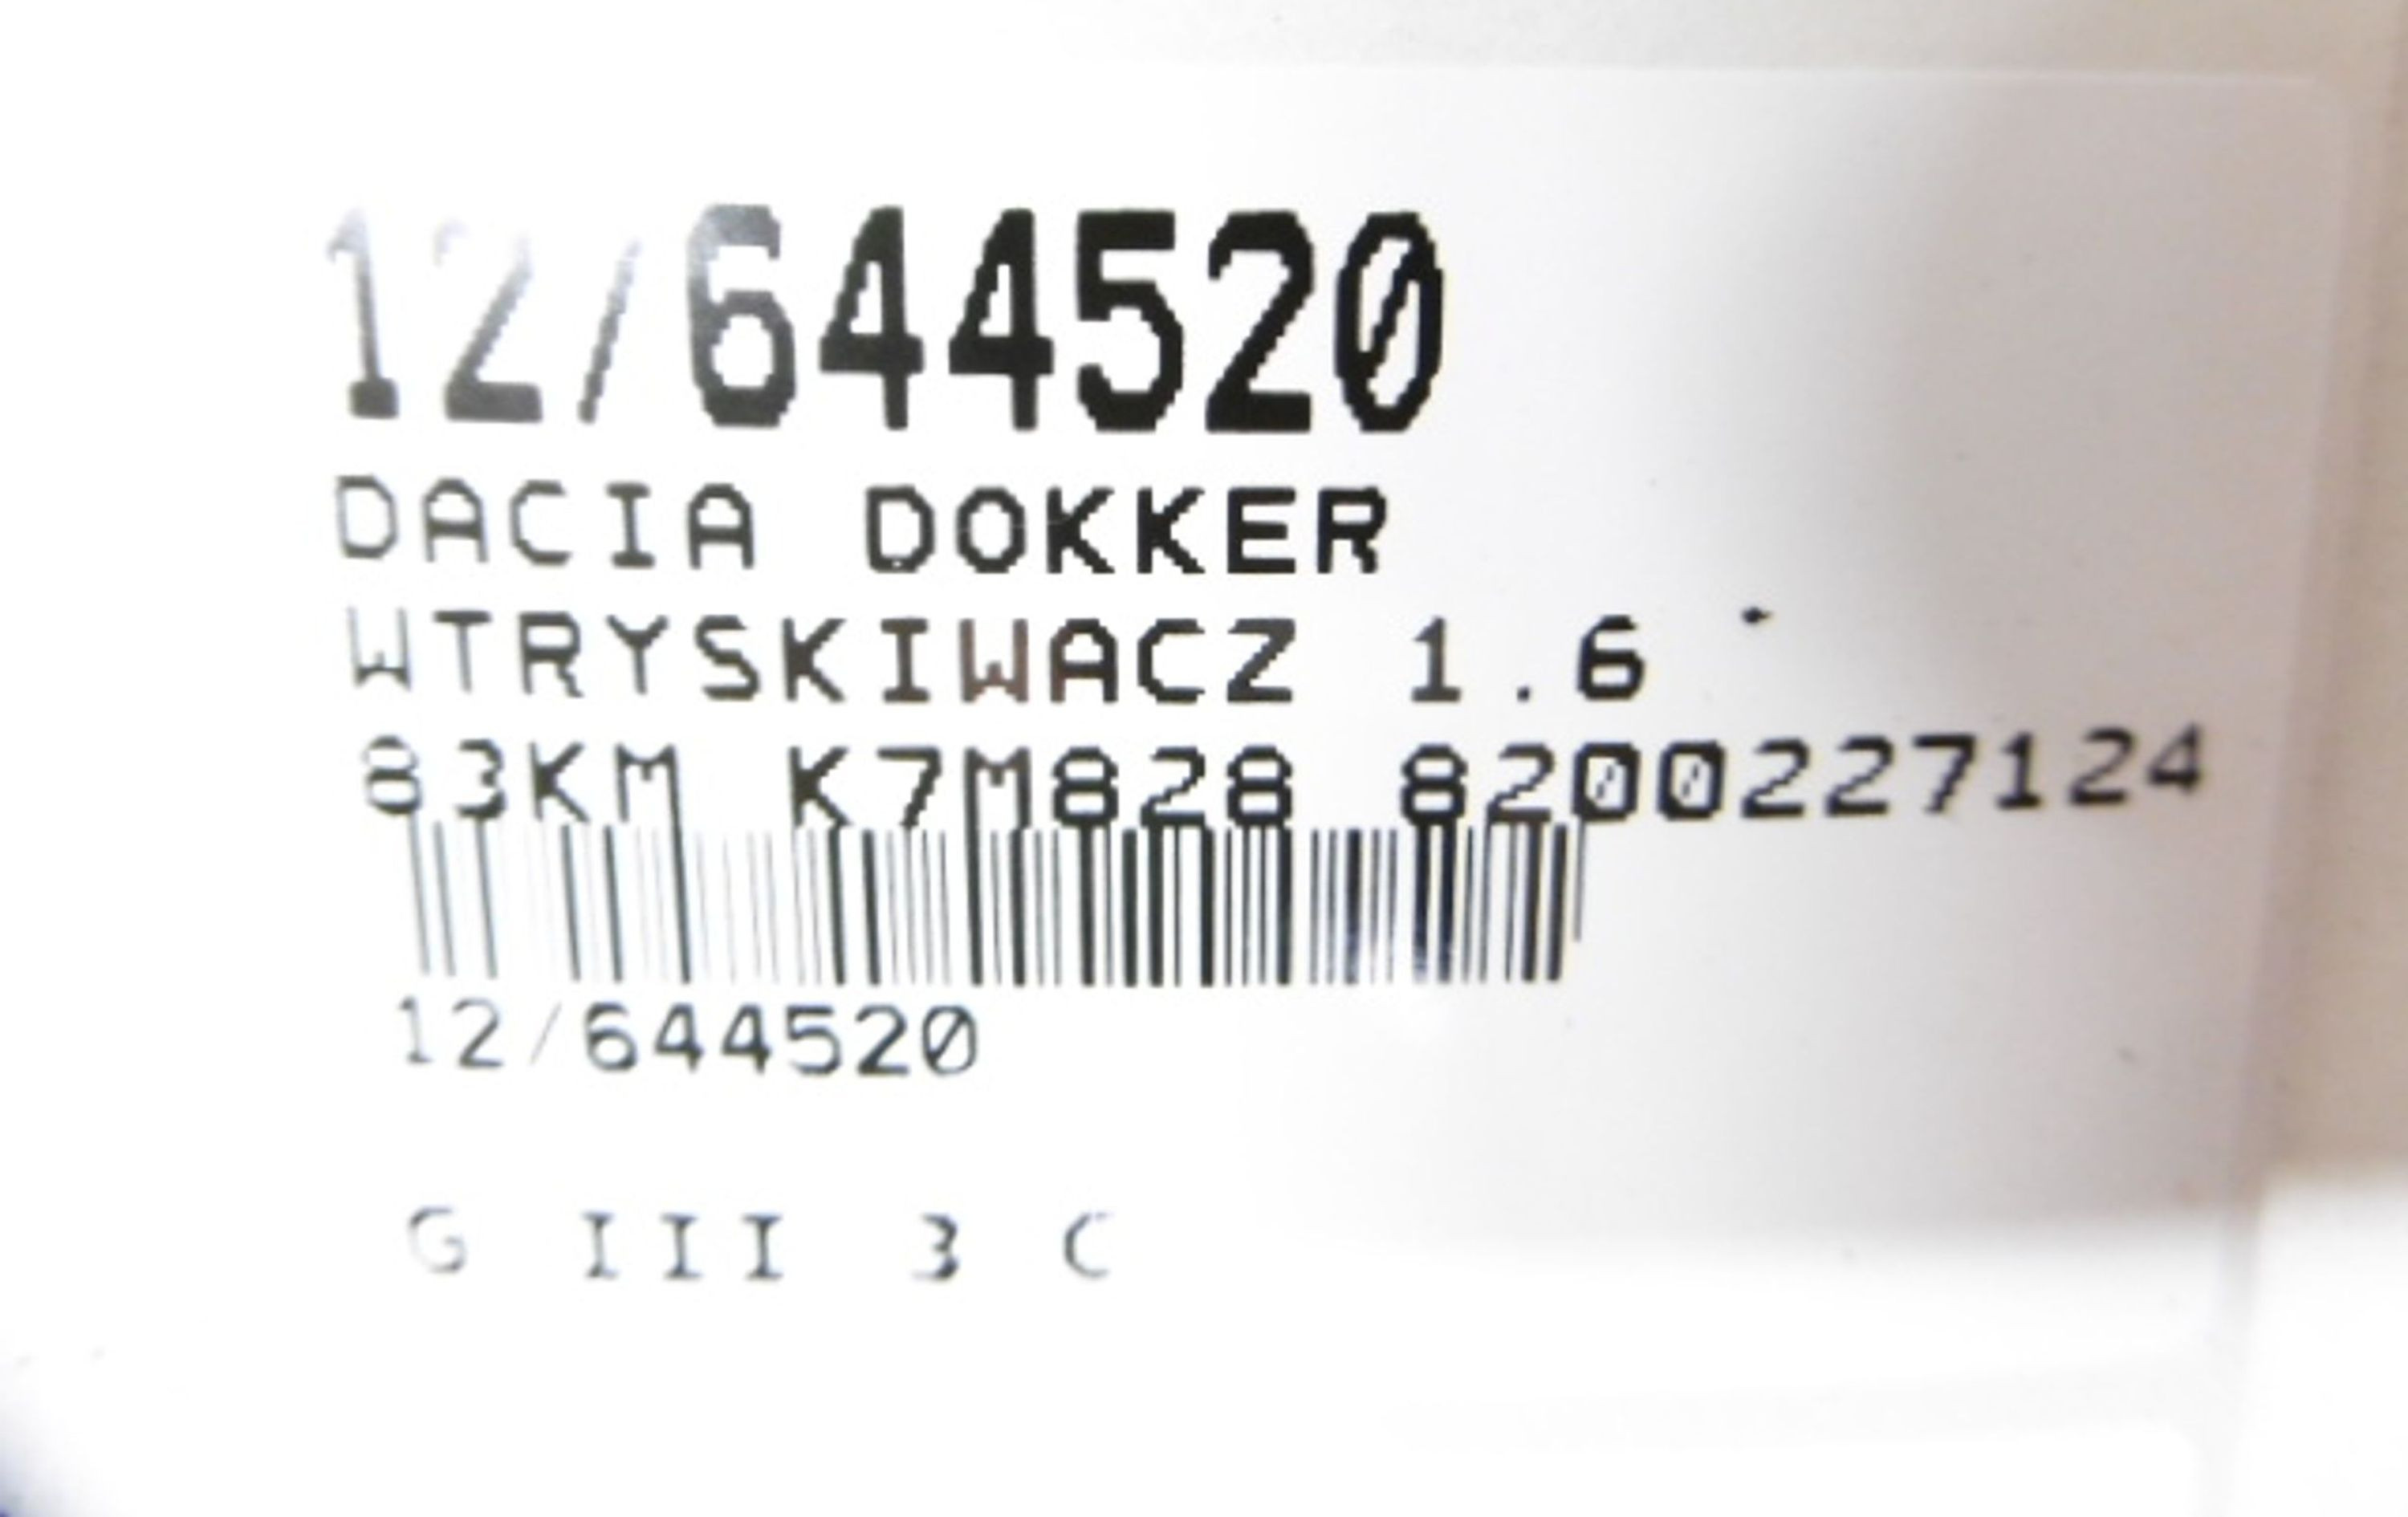 12/644520
DACIA DOKKER
WTRYSKIWACZ 1.6
83KM K7M828 8200227124
12/644520
G III 3 C